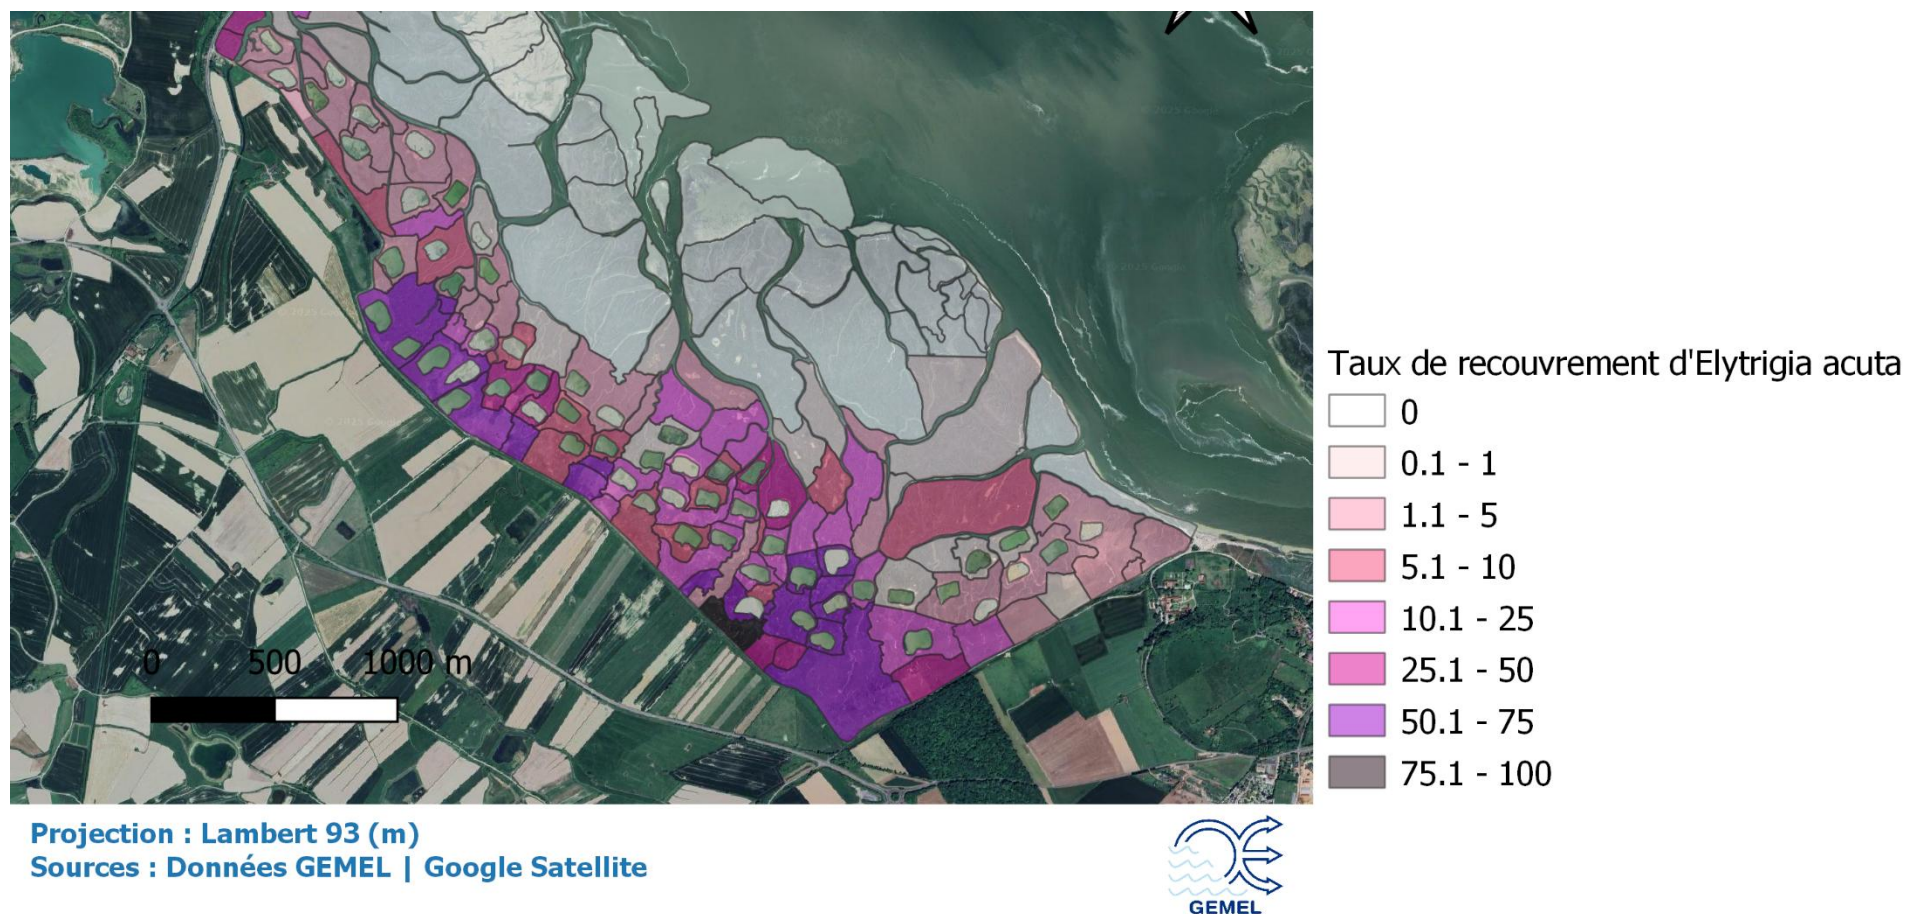 © 2025 Google
0 500 1000 m
Taux de recouvrement d'Elytrigia acuta
0
0.1 - 1
1.1 - 5
5.1 - 10
10.1 - 25
25.1 - 50
50.1 - 75
75.1 - 100
Projection : Lambert 93 (m)
Sources : Données GEMEL | Google Satellite
GEMEL